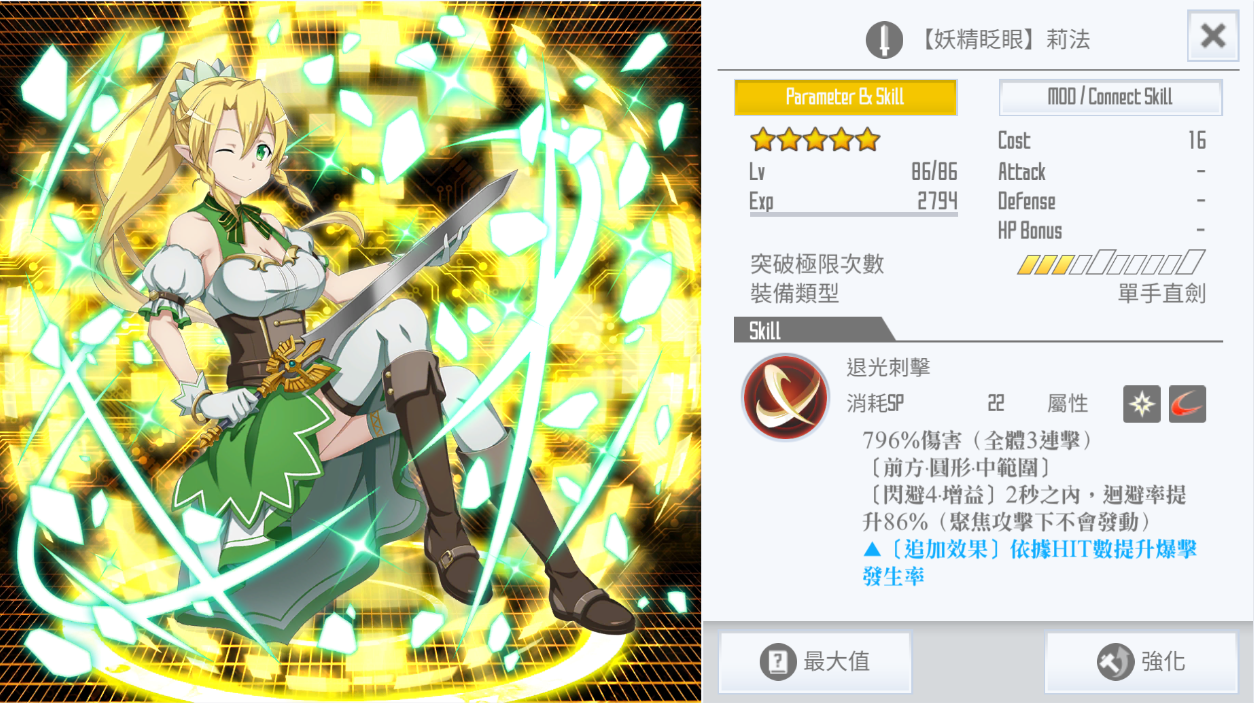 【妖精眨眼】莉法
Parameter & Skill
MOD / Connect Skill
Cost 16
Lv 86/86
Attack -
Exp 2794
Defense -
HP Bonus -
突破極限次數
裝備類型 單手直劍
Skill
退光刺擊
消耗SP 22 屬性
796%傷害（全體3連擊）
〔前方·圓形·中範圍〕
〔閃避4·增益〕2秒之內，迴避率提
升86%（聚焦攻擊下不會發動）
▲〔追加效果〕依據HIT數提升爆擊
發生率
最大值
強化